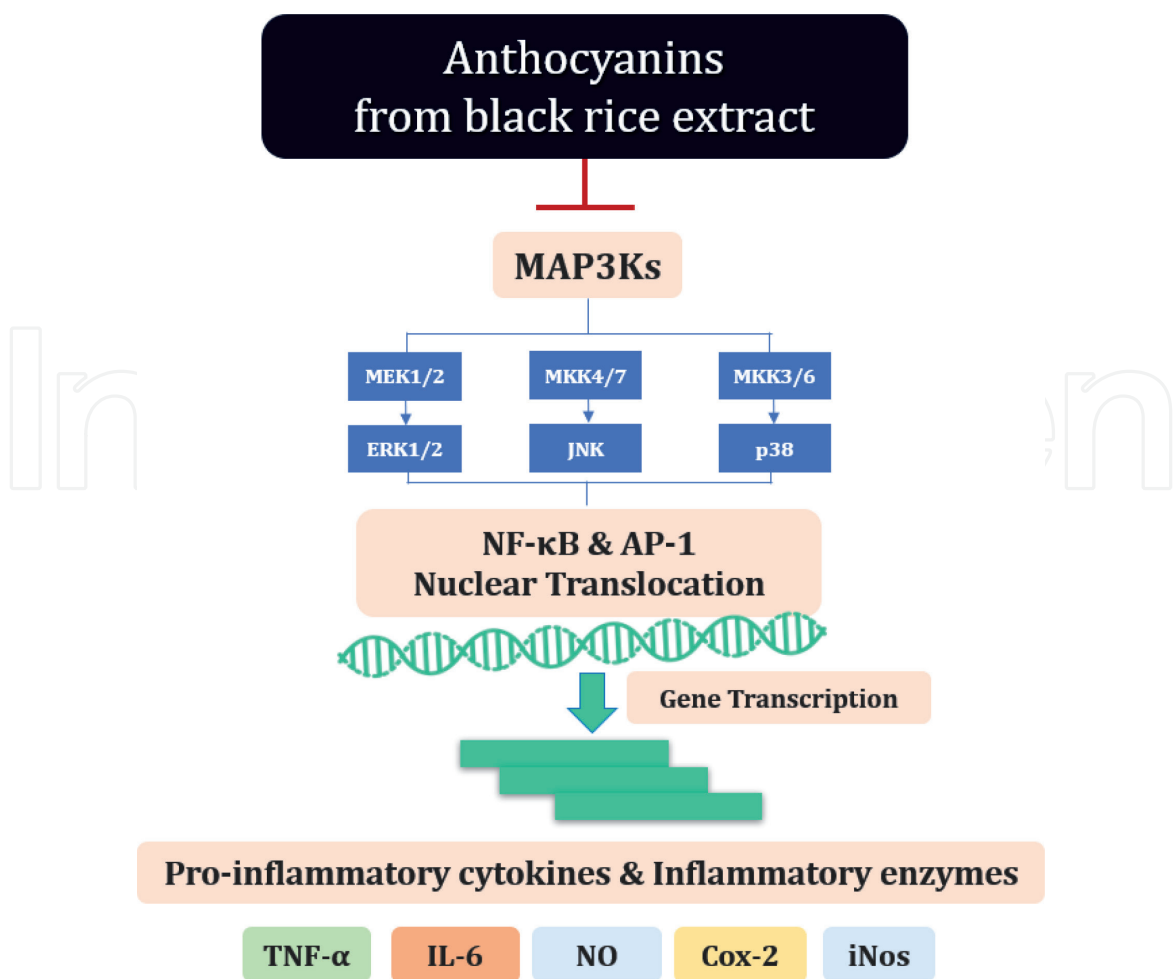 Anthocyanins
from black rice extract
MAP3Ks
MEK1/2 MKK4/7 MKK3/6
ERK1/2 JNK p38
NF-κB & AP-1
Nuclear Translocation
Gene Transcription
Pro-inflammatory cytokines & Inflammatory enzymes
TNF-α IL-6 NO Cox-2 iNos